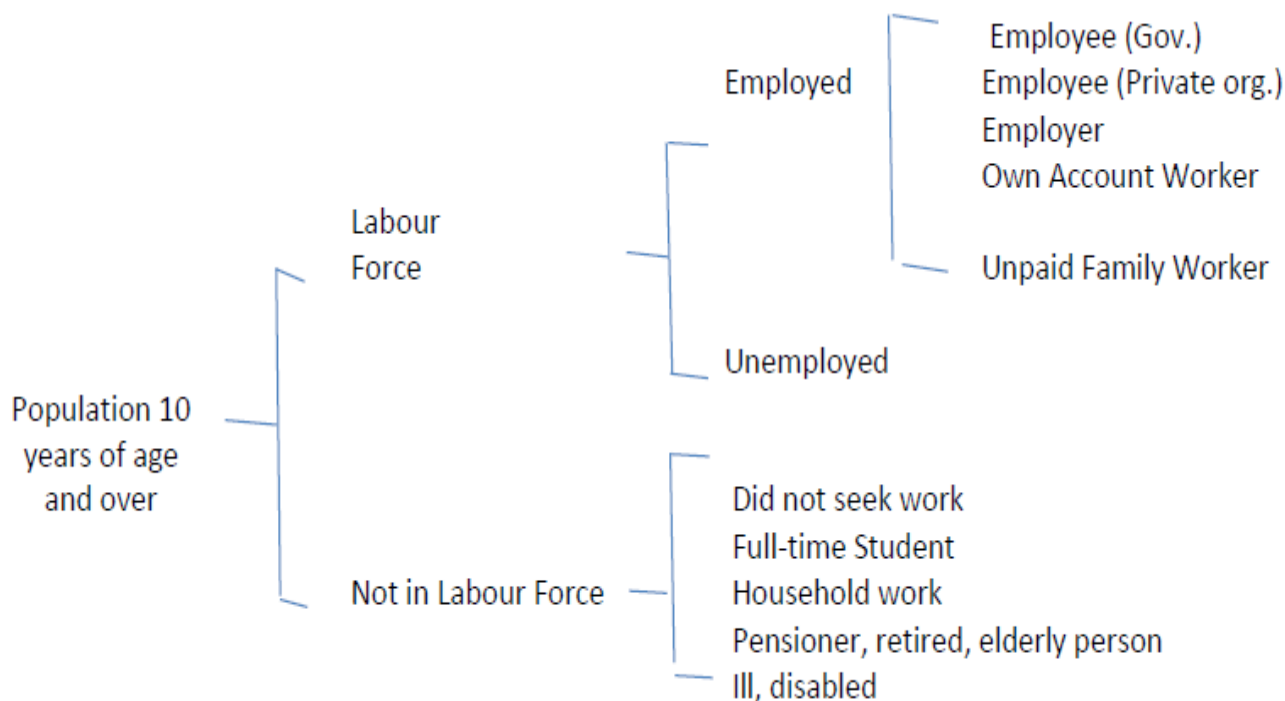 Population 10
years of age
and over
Labour
Force
Not in Labour Force
Employed
Unemployed
Employee (Gov.)
Employee (Private org.)
Employer
Own Account Worker
Unpaid Family Worker
Did not seek work
Full-time Student
Household work
Pensioner, retired, elderly person
Ill, disabled